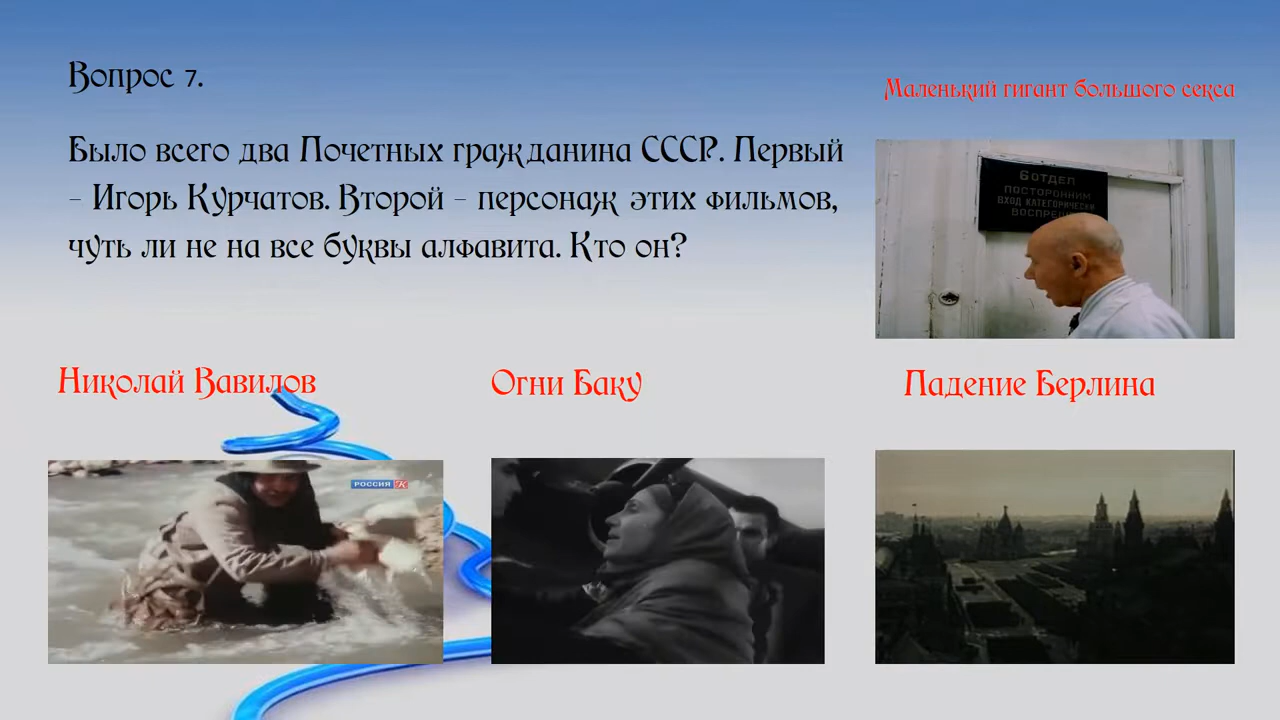 Вопрос 7.
Маленький гигант большого секса
Было всего два Почетных гражданина СССР. Первый
– Игорь Курчатов. Второй – персонаж этих фильмов,
чуть ли не на все буквы алфавита. Кто он?
6 ОТДЕЛ
ПОСТОРОННИМ
ВХОД КАТЕГОРИЧЕСКИ
Николай Вавилов
Огни Баку
Падение Берлина
РОССИЯ К